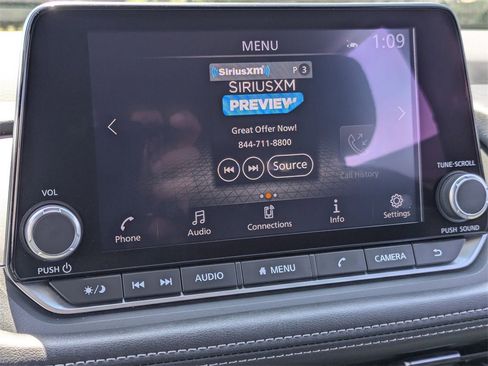 MENU
1:09
SiriusXM P 3
SIRIUSXM
PREVIEW
Great Offer Now!
844-711-8800
Source
Call History
VOL
TUNE•SCROLL
Phone
Audio
Connections
Info
Settings
PUSH
PUSH SOUND
AUDIO
MENU
CAMERA